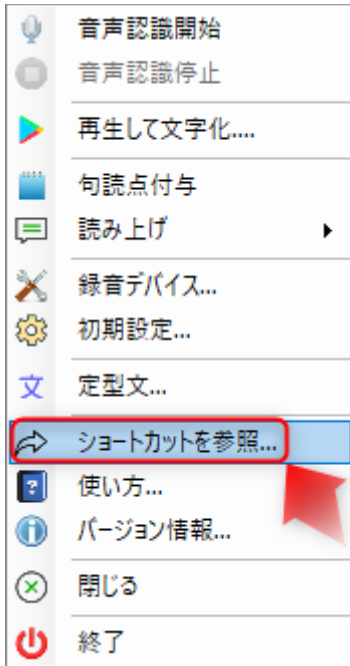 音声認識開始
音声認識停止
再生して文字化....
句読点付与
読み上げ
録音デバイス...
初期設定...
文 定型文...
ショートカットを参照...
? 使い方...
i バージョン情報...
閉じる
終了